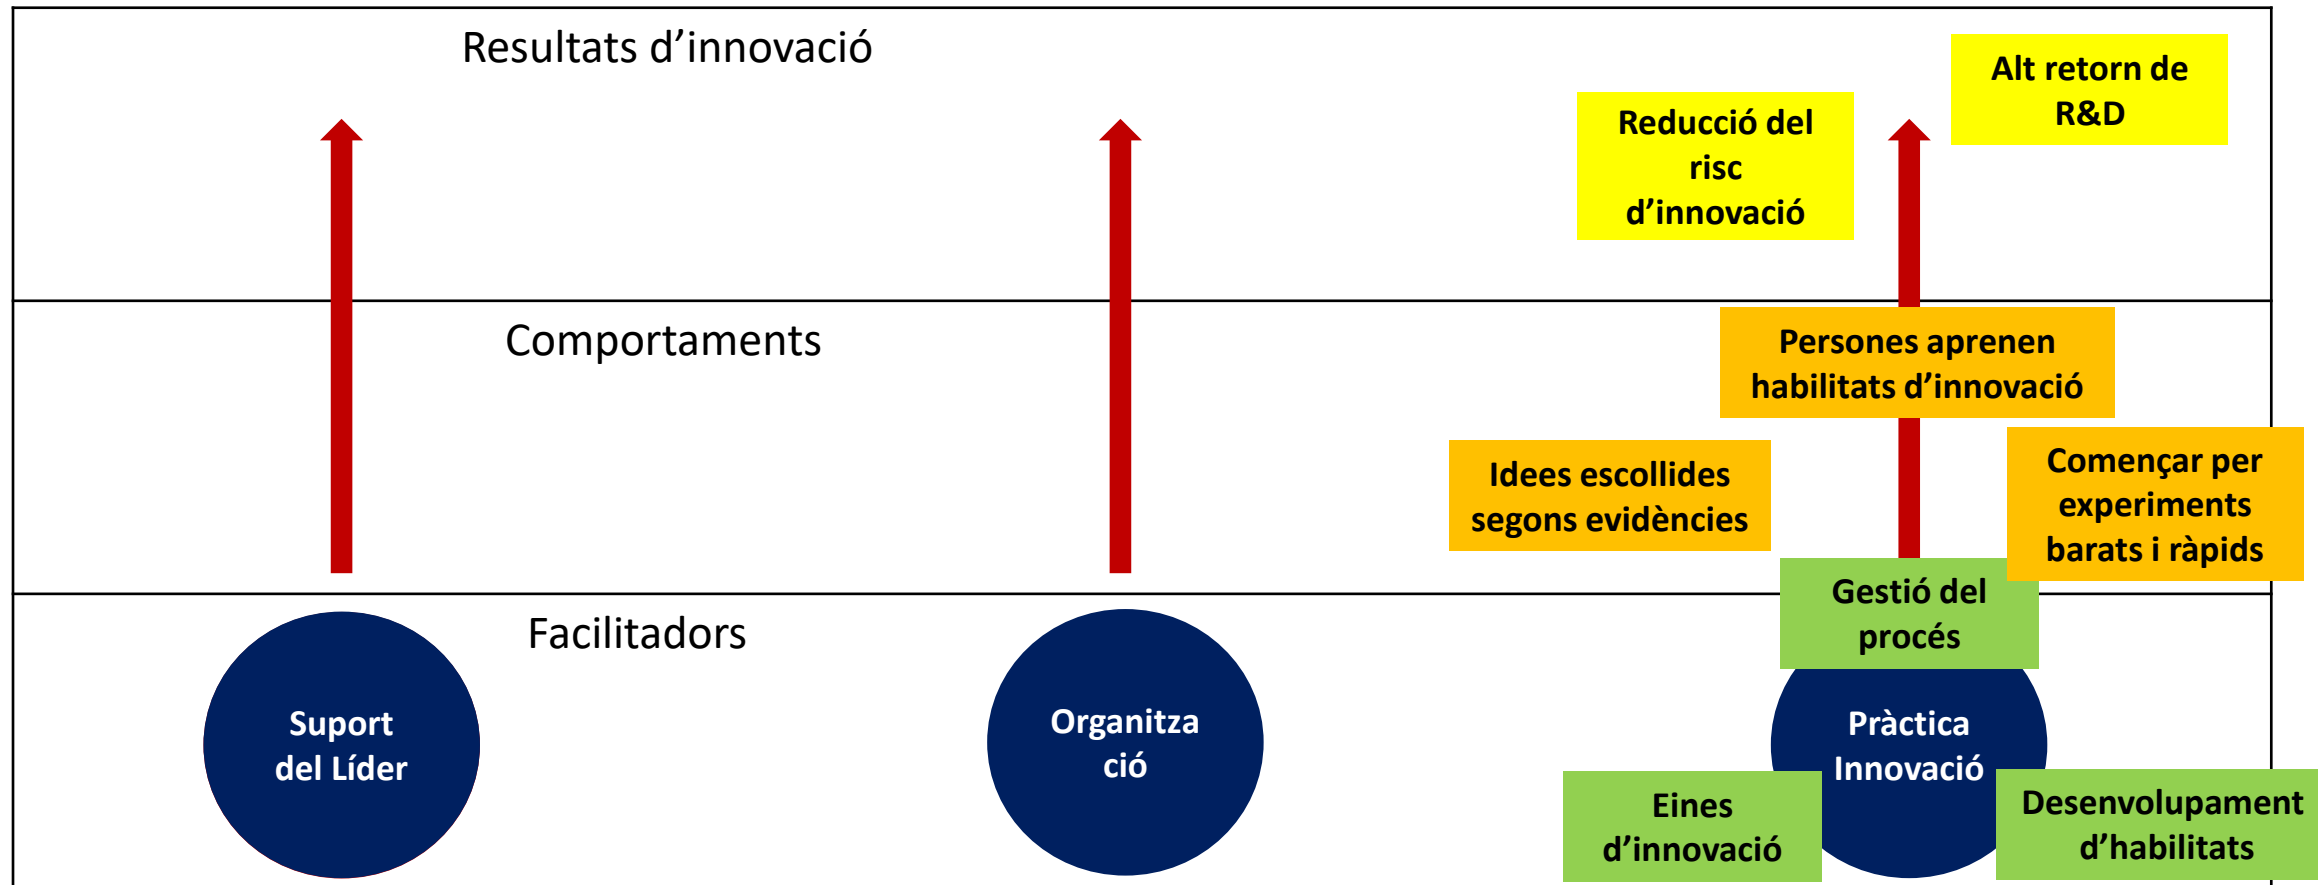 Resultats d’innovació
Alt retorn de
R&D
Reducció del
risc
d’innovació
Comportaments
Persones aprenen
habilitats d’innovació
Idees escollides
segons evidències
Començar per
experiments
barats i ràpids
Facilitadors
Gestió del
procés
Suport
del Líder
Organitza
ció
Pràctica
Innovació
Eines
d’innovació
Desenvolupament
d’habilitats